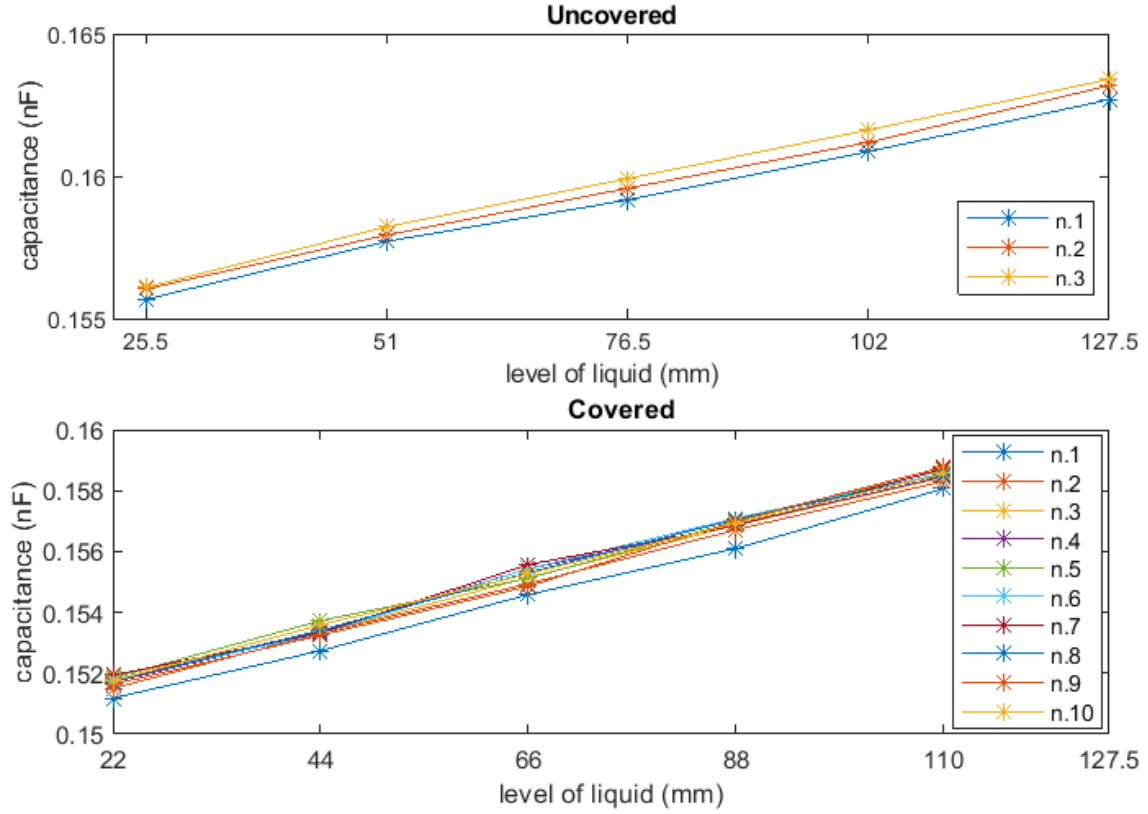 Uncovered
0.165
0.16
0.155
capacitance (nF)
n.1
n.2
n.3
25.5 51 76.5 102 127.5
level of liquid (mm)
Covered
0.16
0.158
0.156
0.154
0.152
0.15
capacitance (nF)
n.1
n.2
n.3
n.4
n.5
n.6
n.7
n.8
n.9
n.10
22 44 66 88 110 127.5
level of liquid (mm)